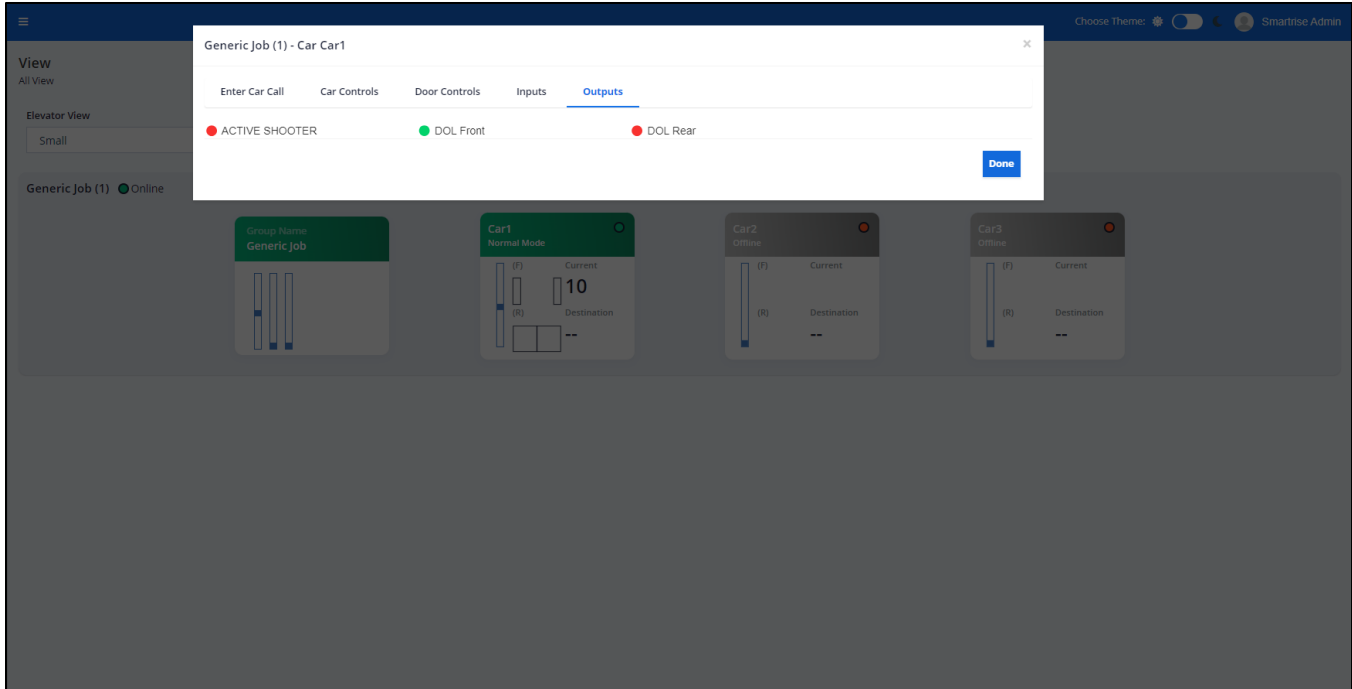 Choose Theme: Smartrise Admin
Generic Job (1) - Car Car1 ×
View
All View
Enter Car Call Car Controls Door Controls Inputs Outputs
Elevator View
Small
ACTIVE SHOOTER DOL Front DOL Rear
Done
Generic Job (1) Online
Group Name
Generic Job
Car1
Normal Mode
(F) Current
10
(R) Destination
--
Car2
Offline
(F) Current
(R) Destination
--
Car3
Offline
(F) Current
(R) Destination
--